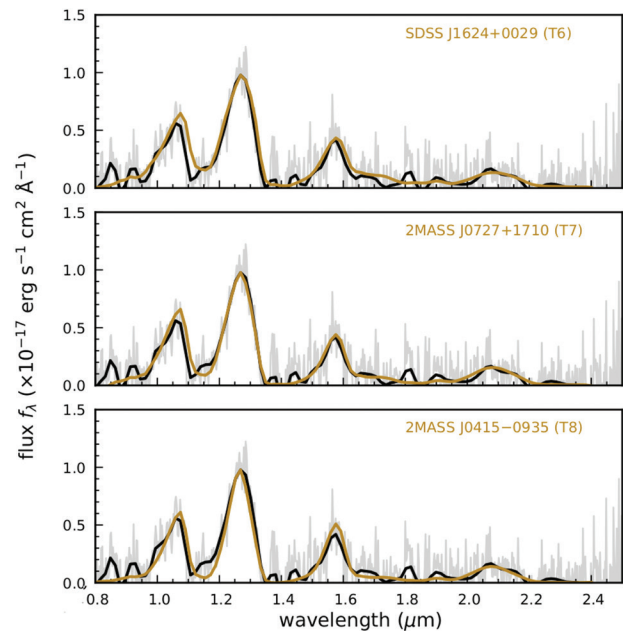 1.5
SDSS J1624+0029 (T6)
1.0
0.5
0.0
1.5
2MASS J0727+1710 (T7)
1.0
0.5
0.0
1.5
2MASS J0415−0935 (T8)
1.0
0.5
0.0
flux fλ (×10⁻¹⁷ erg s⁻¹ cm² Å⁻¹)
0.8 1.0 1.2 1.4 1.6 1.8 2.0 2.2 2.4
wavelength (μm)